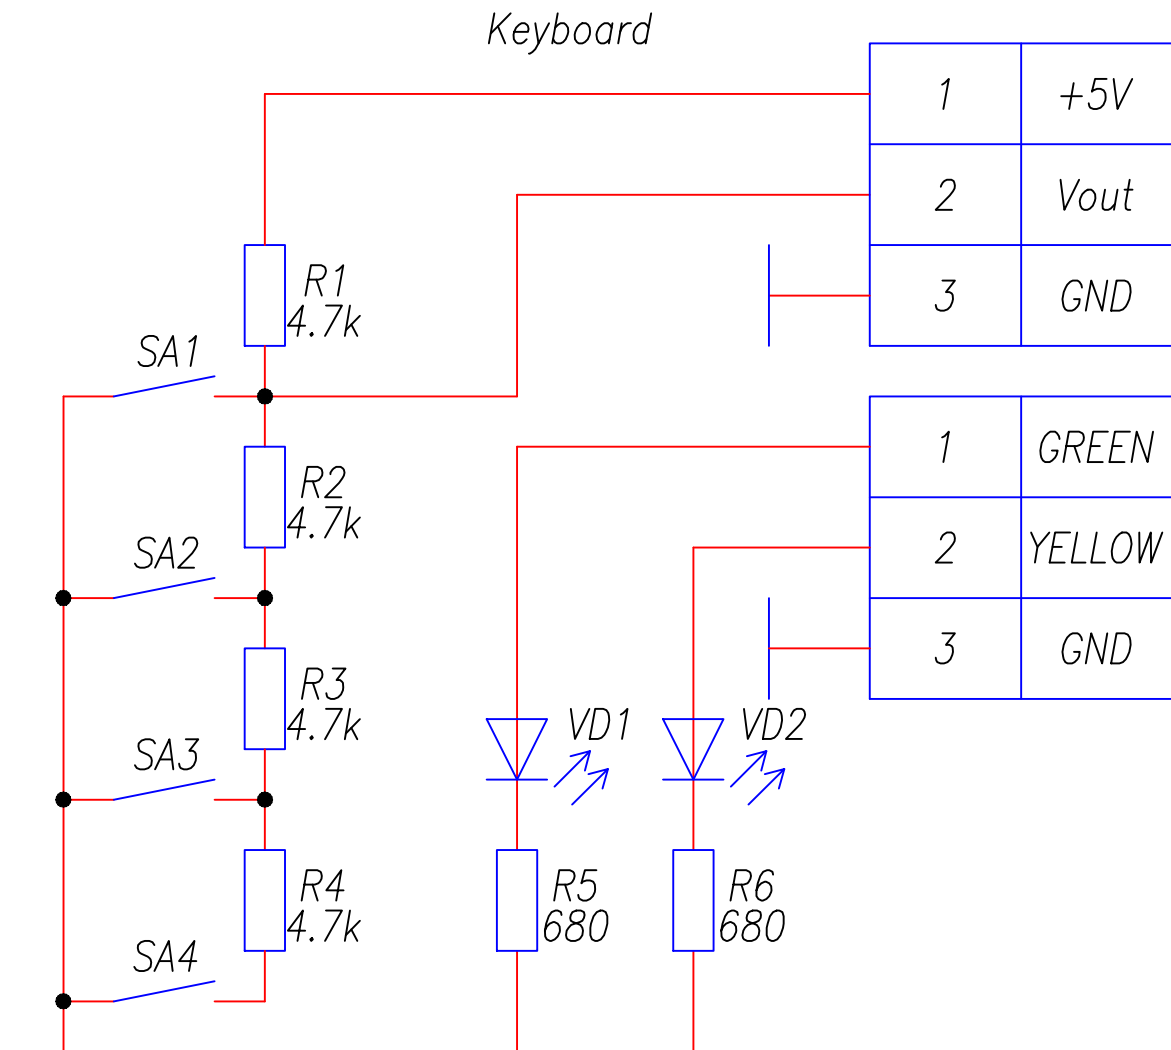 Keyboard
1 +5V
2 Vout
3 GND
R1
4.7k
SA1
1 GREEN
R2
4.7k
2 YELLOW
SA2
3 GND
R3
4.7k
VD1
VD2
SA3
R4
4.7k
R5
680
R6
680
SA4